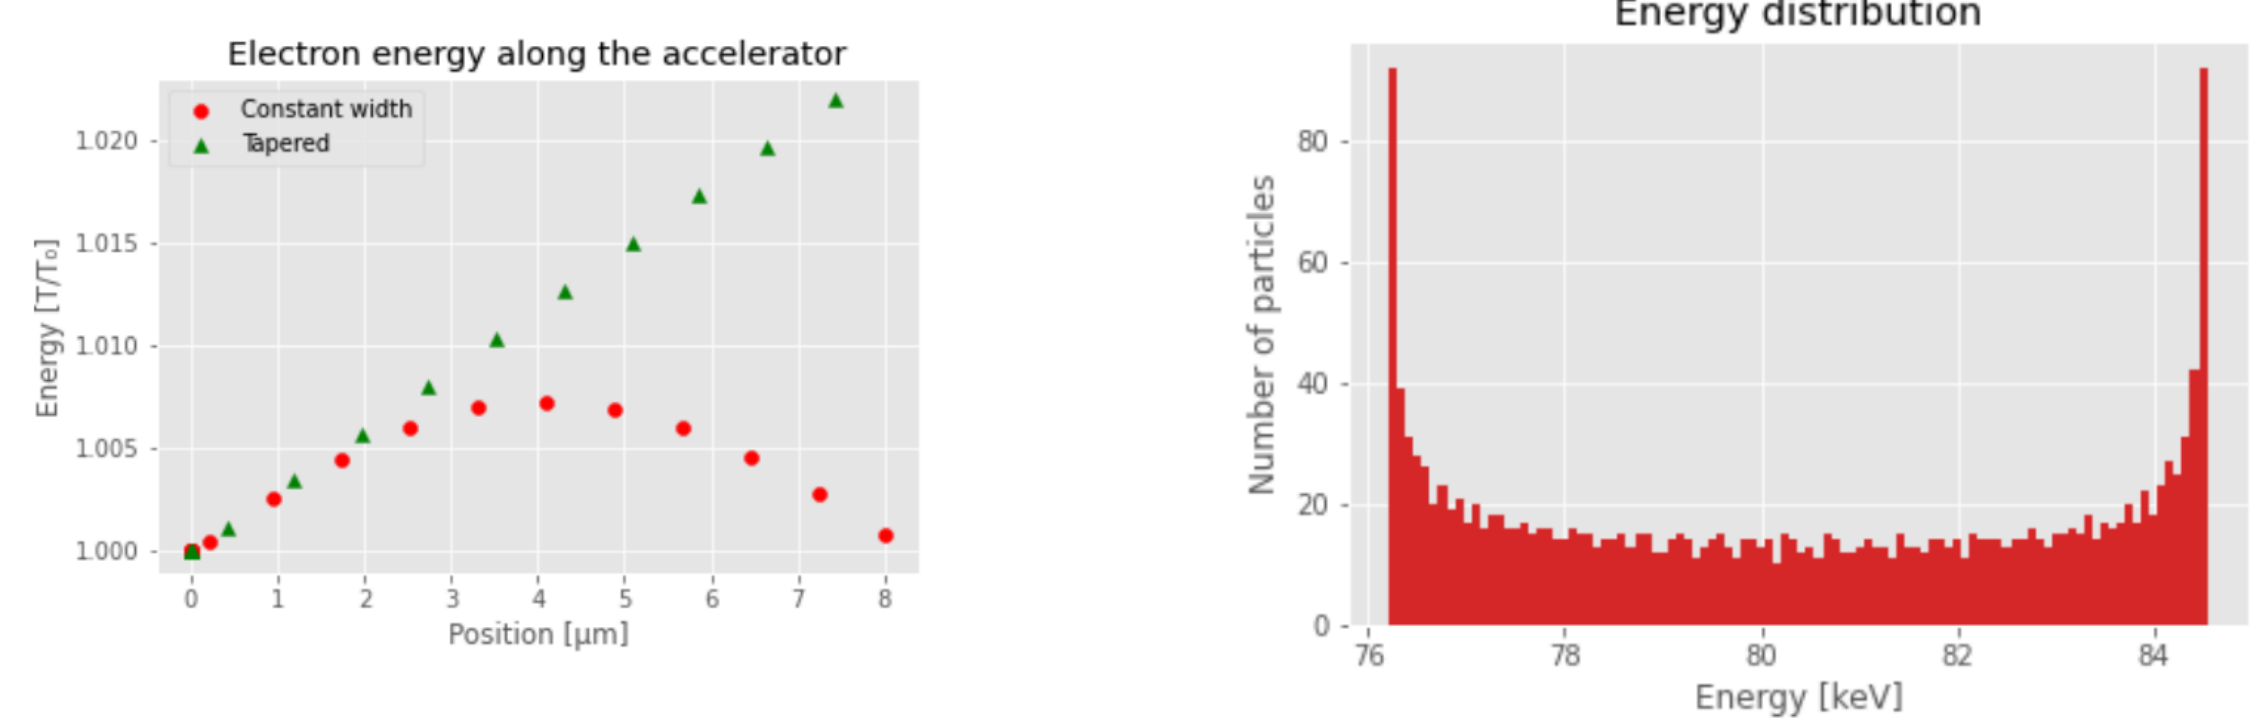 Electron energy along the accelerator
Constant width
Tapered
1.020
1.015
1.010
1.005
1.000
Energy [T/T₀]
0 1 2 3 4 5 6 7 8
Position [µm]
Energy distribution
80
60
40
20
0
Number of particles
76 78 80 82 84
Energy [keV]